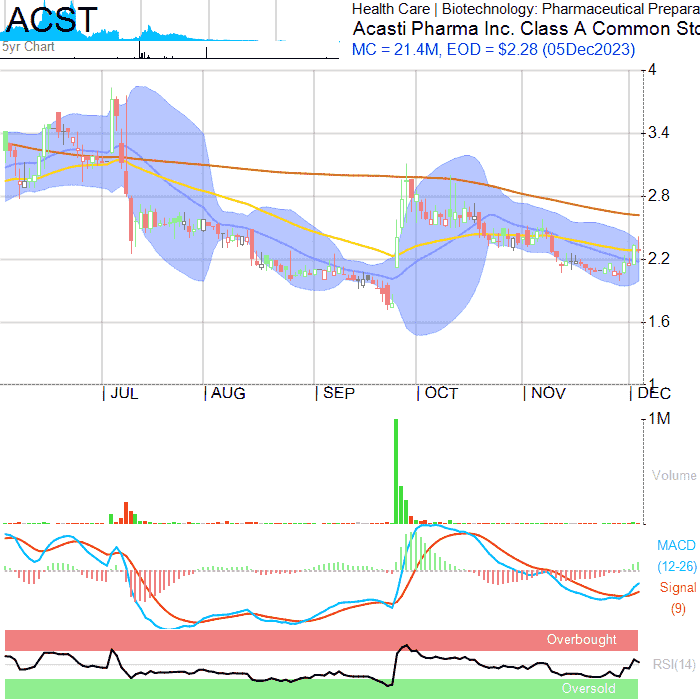 ACST
5yr Chart
Health Care | Biotechnology: Pharmaceutical Prepara
Acasti Pharma Inc. Class A Common Sto
MC = 21.4M, EOD = $2.28 (05Dec2023)
4
3.4
2.8
2.2
1.6
1
JUL AUG SEP OCT NOV DEC
1M
Volume
MACD
(12-26)
Signal
(9)
Overbought
RSI(14)
Oversold